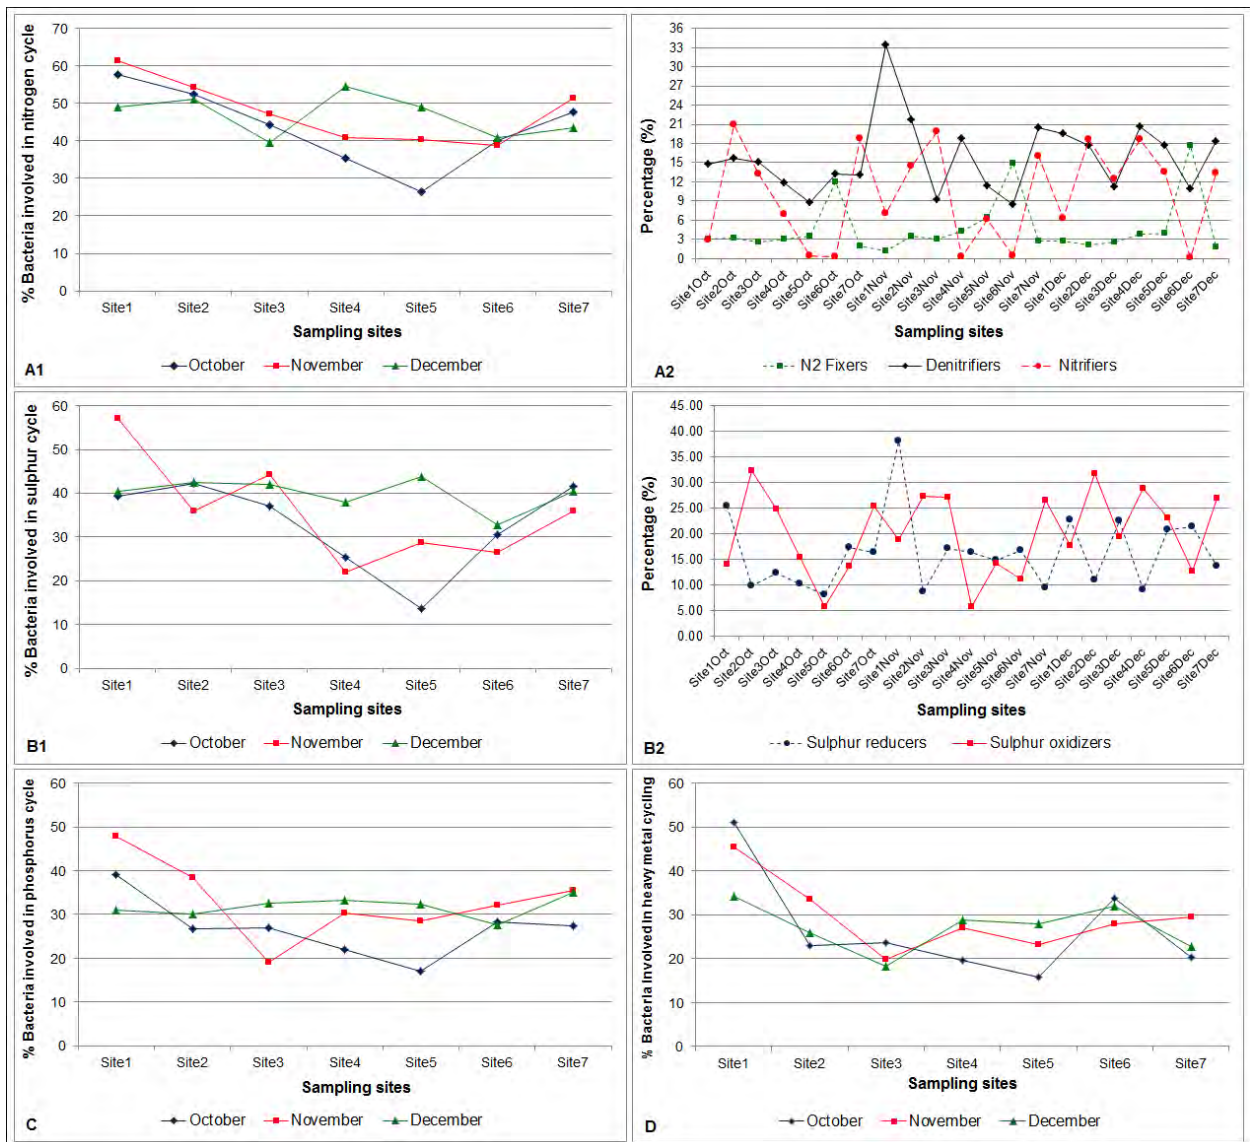 70
60
50
40
30
20
10
0
% Bacteria involved in nitrogen cycle
Site1 Site2 Site3 Site4 Site5 Site6 Site7
Sampling sites
A1
October November December
36
33
30
27
24
21
18
15
12
9
6
3
0
Percentage (%)
Site1Oct Site2Oct Site3Oct Site4Oct Site5Oct Site6Oct Site7Oct Site1Nov Site2Nov Site3Nov Site4Nov Site5Nov Site6Nov Site7Nov Site1Dec Site2Dec Site3Dec Site4Dec Site5Dec Site6Dec Site7Dec
Sampling sites
A2
N2 Fixers Denitrifiers Nitrifiers
60
50
40
30
20
10
0
% Bacteria involved in sulphur cycle
Site1 Site2 Site3 Site4 Site5 Site6 Site7
Sampling sites
B1
October November December
45.00
40.00
35.00
30.00
25.00
20.00
15.00
10.00
5.00
0.00
Percentage (%)
Site1Oct Site2Oct Site3Oct Site4Oct Site5Oct Site6Oct Site7Oct Site1Nov Site2Nov Site3Nov Site4Nov Site5Nov Site6Nov Site7Nov Site1Dec Site2Dec Site3Dec Site4Dec Site5Dec Site6Dec Site7Dec
Sampling sites
B2
Sulphur reducers Sulphur oxidizers
60
50
40
30
20
10
0
% Bacteria involved in phosphorus cycle
Site1 Site2 Site3 Site4 Site5 Site6 Site7
Sampling sites
C
October November December
60
50
40
30
20
10
0
% Bacteria involved in heavy metal cycling
Site1 Site2 Site3 Site4 Site5 Site6 Site7
Sampling sites
D
October November December